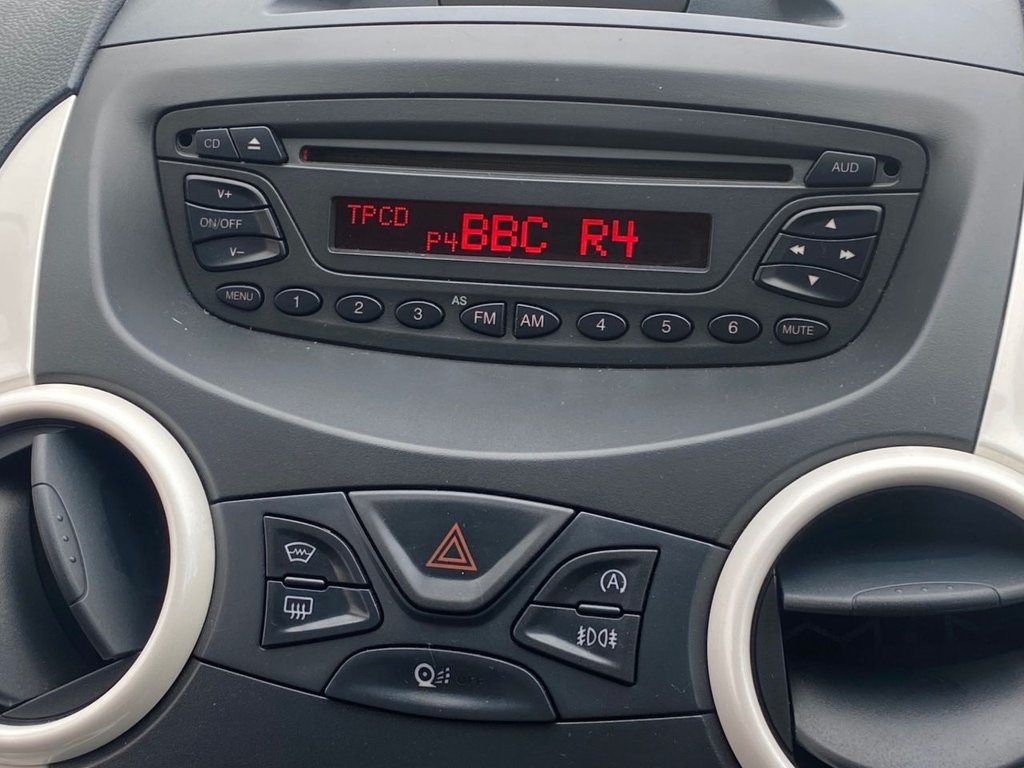 CD
AUD
V+
ON/OFF
V-
TPCD
P4 BBC R4
MENU 1 2 3 AS FM AM 4 5 6 MUTE
A
OFF